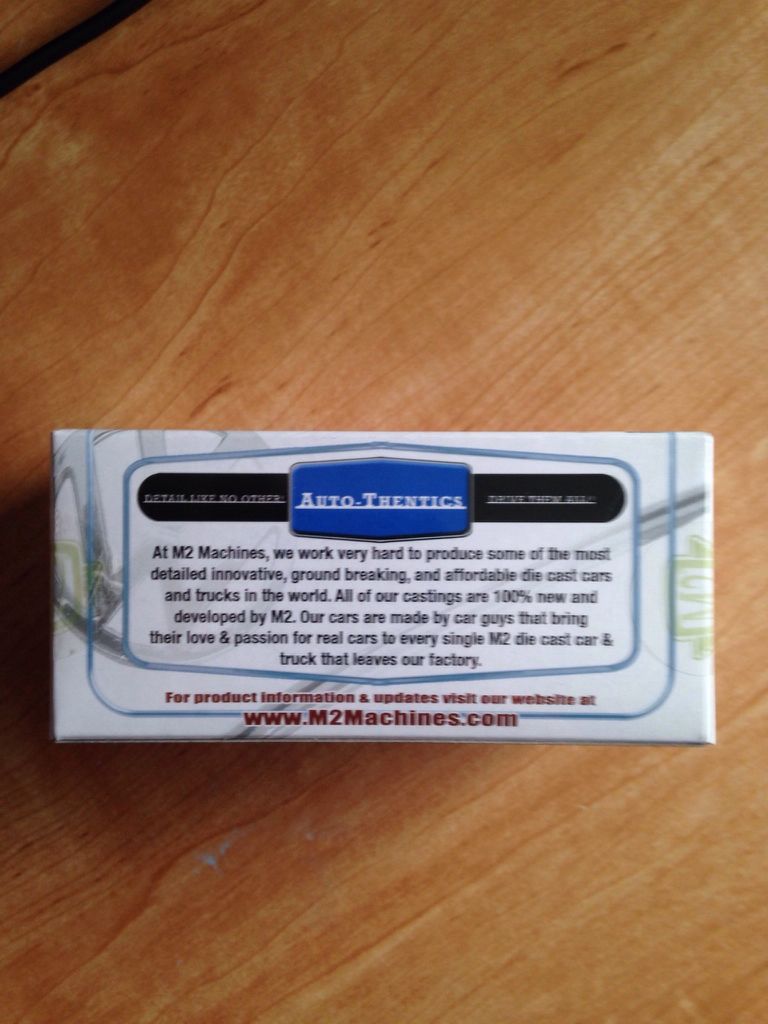 DETAIL LIKE NO OTHER! AUTO-THENTICS DRIVE THEM ALL!
At M2 Machines, we work very hard to produce some of the most
detailed innovative, ground breaking, and affordable die cast cars
and trucks in the world. All of our castings are 100% new and
developed by M2. Our cars are made by car guys that bring
their love & passion for real cars to every single M2 die cast car &
truck that leaves our factory.
For product information & updates visit our website at
www.M2Machines.com